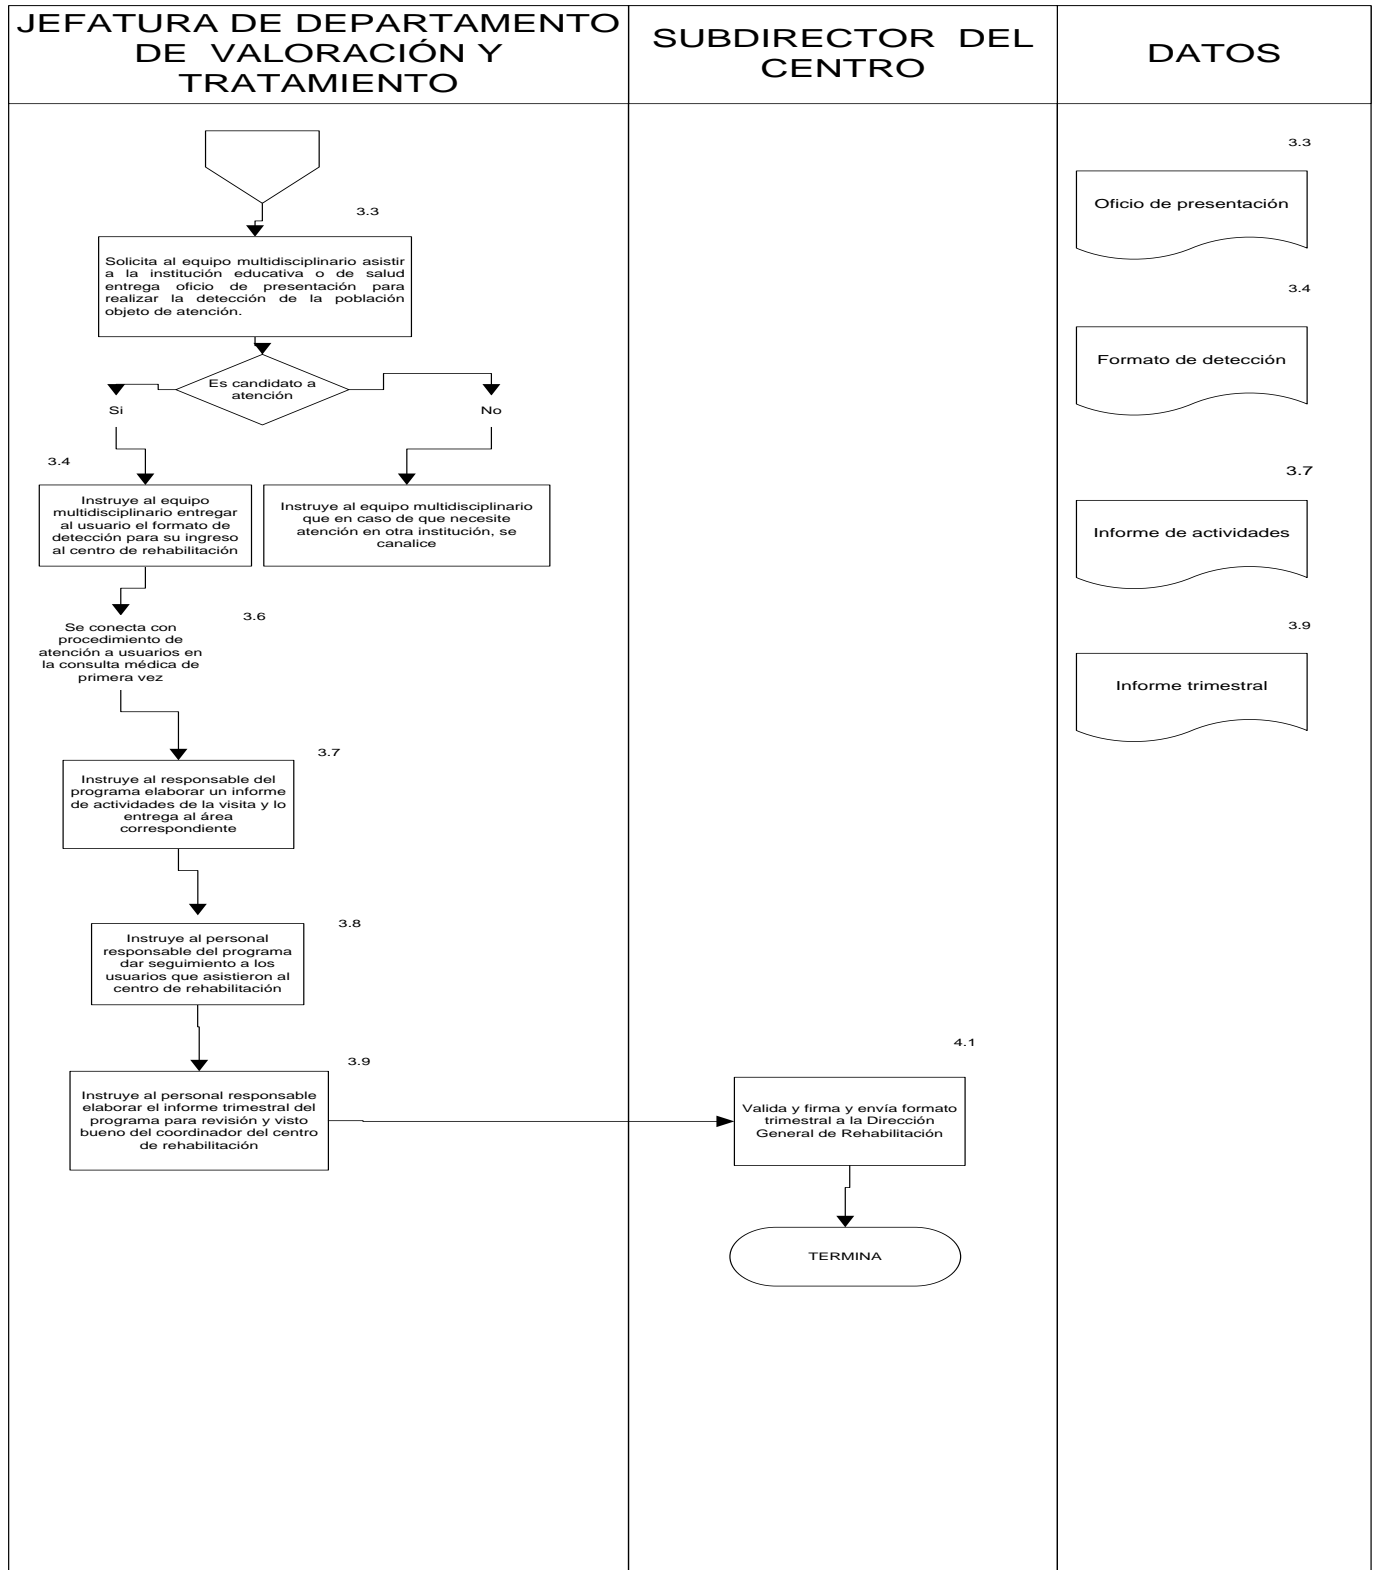 JEFATURA DE DEPARTAMENTO
DE VALORACIÓN Y
TRATAMIENTO
SUBDIRECTOR DEL
CENTRO
DATOS
3.3
Solicita al equipo multidisciplinario asistir
a la institución educativa o de salud
entrega oficio de presentación para
realizar la detección de la población
objeto de atención.
Es candidato a
atención
Si
No
3.4
Instruye al equipo
multidisciplinario entregar
al usuario el formato de
detección para su ingreso
al centro de rehabilitación
Instruye al equipo multidisciplinario
que en caso de que necesite
atención en otra institución, se
canalice
3.6
Se conecta con
procedimiento de
atención a usuarios en
la consulta médica de
primera vez
3.7
Instruye al responsable del
programa elaborar un informe
de actividades de la visita y lo
entrega al área
correspondiente
3.8
Instruye al personal
responsable del programa
dar seguimiento a los
usuarios que asistieron al
centro de rehabilitación
3.9
Instruye al personal responsable
elaborar el informe trimestral del
programa para revisión y visto
bueno del coordinador del centro
de rehabilitación
4.1
Valida y firma y envía formato
trimestral a la Dirección
General de Rehabilitación
TERMINA
3.3
Oficio de presentación
3.4
Formato de detección
3.7
Informe de actividades
3.9
Informe trimestral